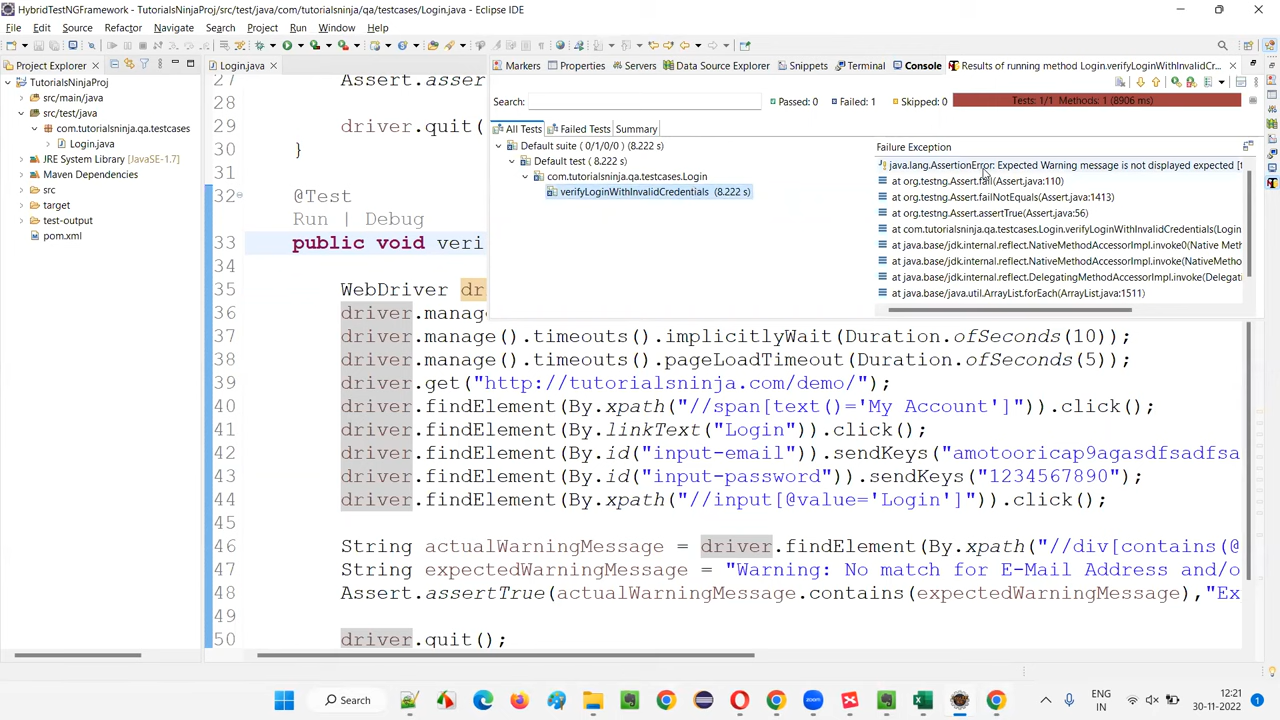 HybridTestNGFramework - TutorialsNinjaProj/src/test/java/com/tutorialsninja/qa/testcases/Login.java - Eclipse IDE
File Edit Source Refactor Navigate Search Project Run Window Help
Project Explorer
TutorialsNinjaProj
src/main/java
src/test/java
com.tutorialsninja.qa.testcases
Login.java
JRE System Library [JavaSE-1.7]
Maven Dependencies
src
target
test-output
pom.xml
Login.java
27 Assert.asser
28
29 driver.quit(
30 }
31
32 @Test
Run | Debug
33 public void veri
34
35 WebDriver dr
36 driver.manag
37 driver.manage().timeouts().implicitlyWait(Duration.ofSeconds(10));
38 driver.manage().timeouts().pageLoadTimeout(Duration.ofSeconds(5));
39 driver.get("http://tutorialsninja.com/demo/");
40 driver.findElement(By.xpath("//span[text()='My Account']")).click();
41 driver.findElement(By.linkText("Login")).click();
42 driver.findElement(By.id("input-email")).sendKeys("amotooricap9agasdfsadfsa
43 driver.findElement(By.id("input-password")).sendKeys("1234567890");
44 driver.findElement(By.xpath("//input[@value='Login']")).click();
45
46 String actualWarningMessage = driver.findElement(By.xpath("//div[contains(@
47 String expectedWarningMessage = "Warning: No match for E-Mail Address and/o
48 Assert.assertTrue(actualWarningMessage.contains(expectedWarningMessage),"Ex
49
50 driver.quit();
Markers Properties Servers Data Source Explorer Snippets Terminal Console Results of running method Login.verifyLoginWithInvalidCr...
Search: Passed: 0 Failed: 1 Skipped: 0 Tests: 1/1 Methods: 1 (8906 ms)
All Tests Failed Tests Summary
Default suite ( 0/1/0/0 ) (8.222 s)
Default test ( 8.222 s)
com.tutorialsninja.qa.testcases.Login
verifyLoginWithInvalidCredentials (8.222 s)
Failure Exception
java.lang.AssertionError: Expected Warning message is not displayed expected [t
at org.testng.Assert.fail(Assert.java:110)
at org.testng.Assert.failNotEquals(Assert.java:1413)
at org.testng.Assert.assertTrue(Assert.java:56)
at com.tutorialsninja.qa.testcases.Login.verifyLoginWithInvalidCredentials(Login
at java.base/jdk.internal.reflect.NativeMethodAccessorImpl.invoke0(Native Meth
at java.base/jdk.internal.reflect.NativeMethodAccessorImpl.invoke(NativeMetho
at java.base/jdk.internal.reflect.DelegatingMethodAccessorImpl.invoke(Delegat
at java.base/java.util.ArrayList.forEach(ArrayList.java:1511)
Search
ENG
IN
12:21
30-11-2022